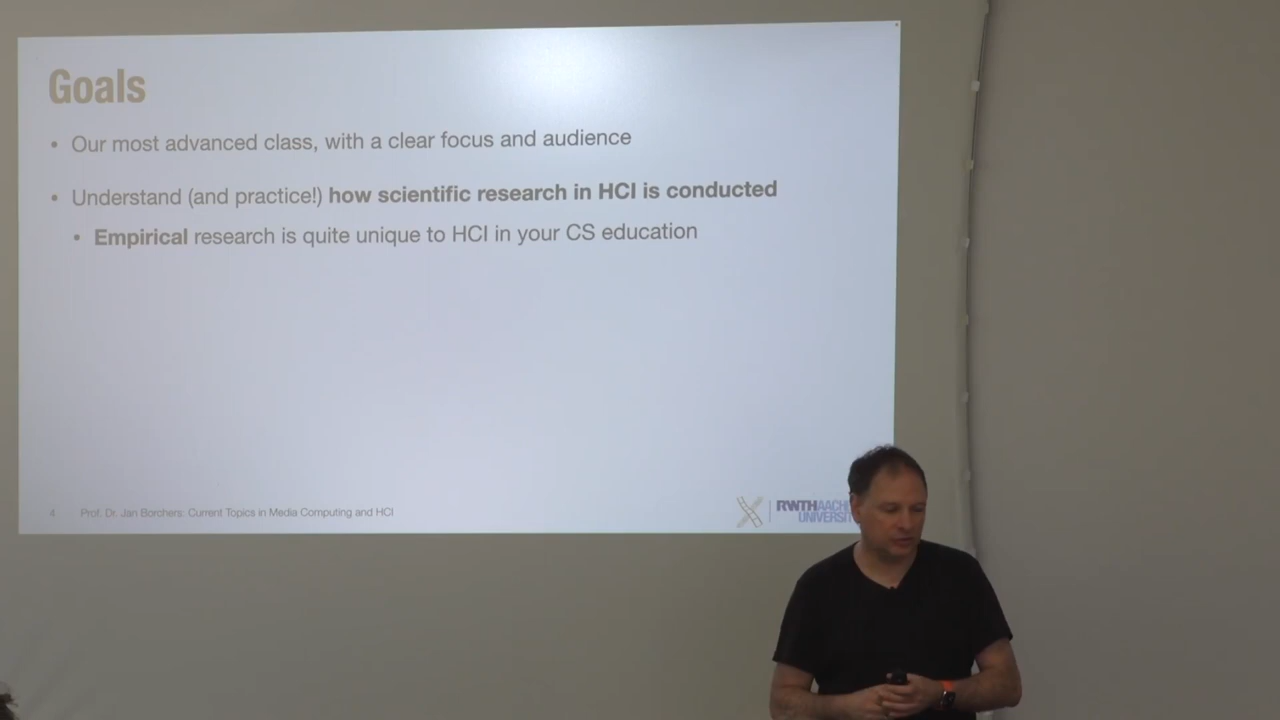 Goals
• Our most advanced class, with a clear focus and audience
• Understand (and practice!) how scientific research in HCI is conducted
• Empirical research is quite unique to HCI in your CS education
4 Prof. Dr. Jan Borchers: Current Topics in Media Computing and HCI
RWTHAACHE
UNIVERSIT